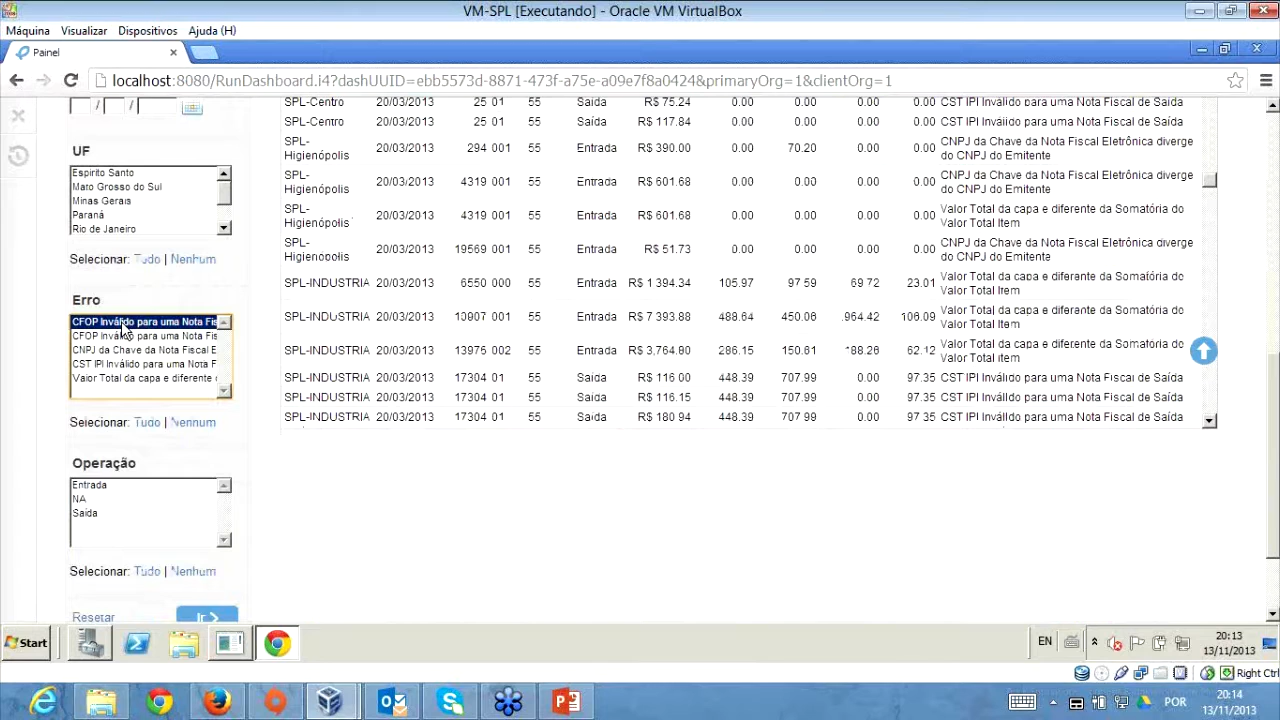 VM-SPL [Executando] - Oracle VM VirtualBox
Máquina Visualizar Dispositivos Ajuda (H)
Painel
localhost:8080/RunDashboard.i4?dashUUID=ebb5573d-8871-473f-a75e-a09e7f8a0424&primaryOrg=1&clientOrg=1
/ /
UF
Espirito Santo
Mato Grosso do Sul
Minas Gerais
Paraná
Rio de Janeiro
Selecionar: Tudo | Nenhum
Erro
CFOP Inválido para uma Nota Fis
CFOP Inválido para uma Nota Fis
CNPJ da Chave da Nota Fiscal E
CST IPI Inválido para uma Nota F
Valor Total da capa e diferente
Selecionar: Tudo | Nenhum
Operação
Entrada
NA
Saída
Selecionar: Tudo | Nenhum
Resetar Ir
SPL-Centro 20/03/2013 25 01 55 Saída R$ 75.24 0.00 0.00 0.00 0.00 CST IPI Inválido para uma Nota Fiscal de Saída
SPL-Centro 20/03/2013 25 01 55 Saída R$ 117.84 0.00 0.00 0.00 0.00 CST IPI Inválido para uma Nota Fiscal de Saída
SPL- 20/03/2013 294 001 55 Entrada R$ 390.00 0.00 70.20 0.00 0.00 CNPJ da Chave da Nota Fiscal Eletrônica diverge
Higienópolis do CNPJ do Emitente
SPL- 20/03/2013 4319 001 55 Entrada R$ 601.68 0.00 0.00 0.00 0.00 CNPJ da Chave da Nota Fiscal Eletrônica diverge
Higienópolis do CNPJ do Emitente
SPL- 20/03/2013 4319 001 55 Entrada R$ 601.68 0.00 0.00 0.00 0.00 Valor Total da capa e diferente da Somatória do
Higienópolis Valor Total Item
SPL- 20/03/2013 19569 001 55 Entrada R$ 51.73 0.00 0.00 0.00 0.00 CNPJ da Chave da Nota Fiscal Eletrônica diverge
Higienópolis do CNPJ do Emitente
SPL-INDUSTRIA 20/03/2013 6550 000 55 Entrada R$ 1 394.34 105.97 97 59 69 72 23.01 Valor Total da capa e diferente da Somatória do
Valor Total Item
SPL-INDUSTRIA 20/03/2013 10907 001 55 Entrada R$ 7 393.88 488.64 450.06 .964.42 Valor Total da capa e diferente da Somatória do
Valor Total Item
SPL-INDUSTRIA 20/03/2013 13976 002 55 Entrada 62.12 Valor Total da capa e diferente da Somatória do
Valor Total item
SPL-INDUSTRIA 20/03/2013 17304 01 55 Saída R$ 116 00 448.39 707.99 0.00 97.35 CST IPI Inválido para uma Nota Fiscal de Saída
SPL-INDUSTRIA 20/03/2013 17304 01 55 Saída R$ 116.15 448.39 707.99 0.00 97.35 CST IPI Inválido para uma Nota Fiscal de Saída
SPL-INDUSTRIA 20/03/2013 17304 01 55 Saída R$ 180 94 448.39 707.99 0.00 97.35 CST IPI Inválido para uma Nota Fiscal de Saída
Start
EN
20:13
13/11/2013
Right Ctrl
POR
20:14
13/11/2013